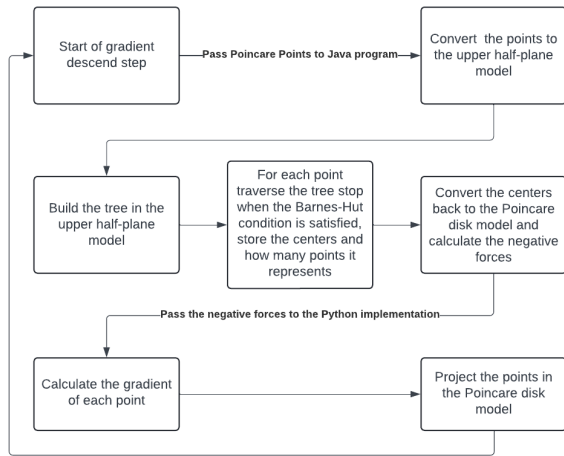 Start of gradient
descend step
Pass Poincare Points to Java program
Convert the points to
the upper half-plane
model
Build the tree in the
upper half-plane
model
For each point
traverse the tree stop
when the Barnes-Hut
condition is satisfied,
store the centers and
how many points it
represents
Convert the centers
back to the Poincare
disk model and
calculate the negative
forces
Pass the negative forces to the Python implementation
Calculate the gradient
of each point
Project the points in
the Poincare disk
model